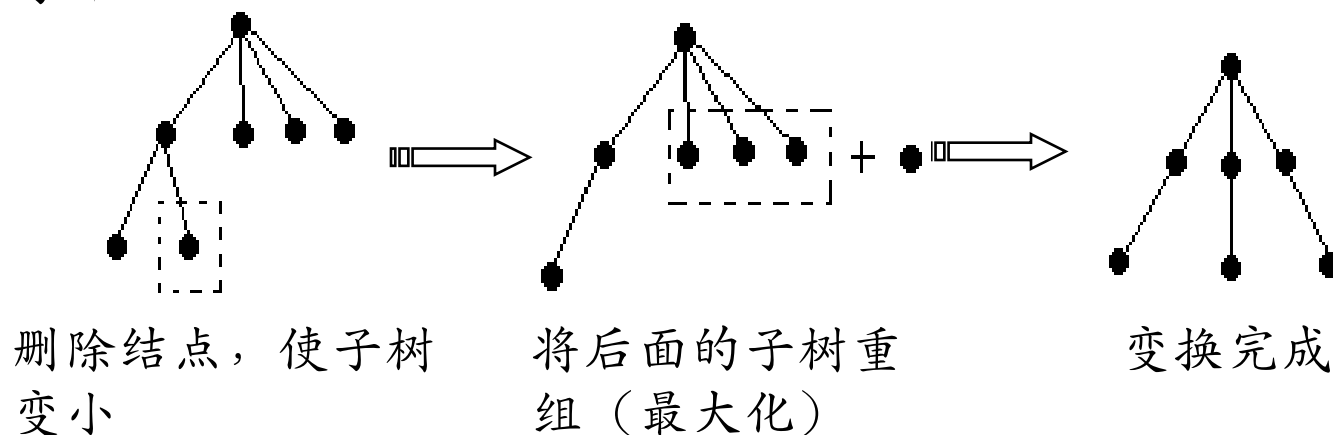 +
删除结点，使子树
变小
将后面的子树重
组（最大化）
变换完成